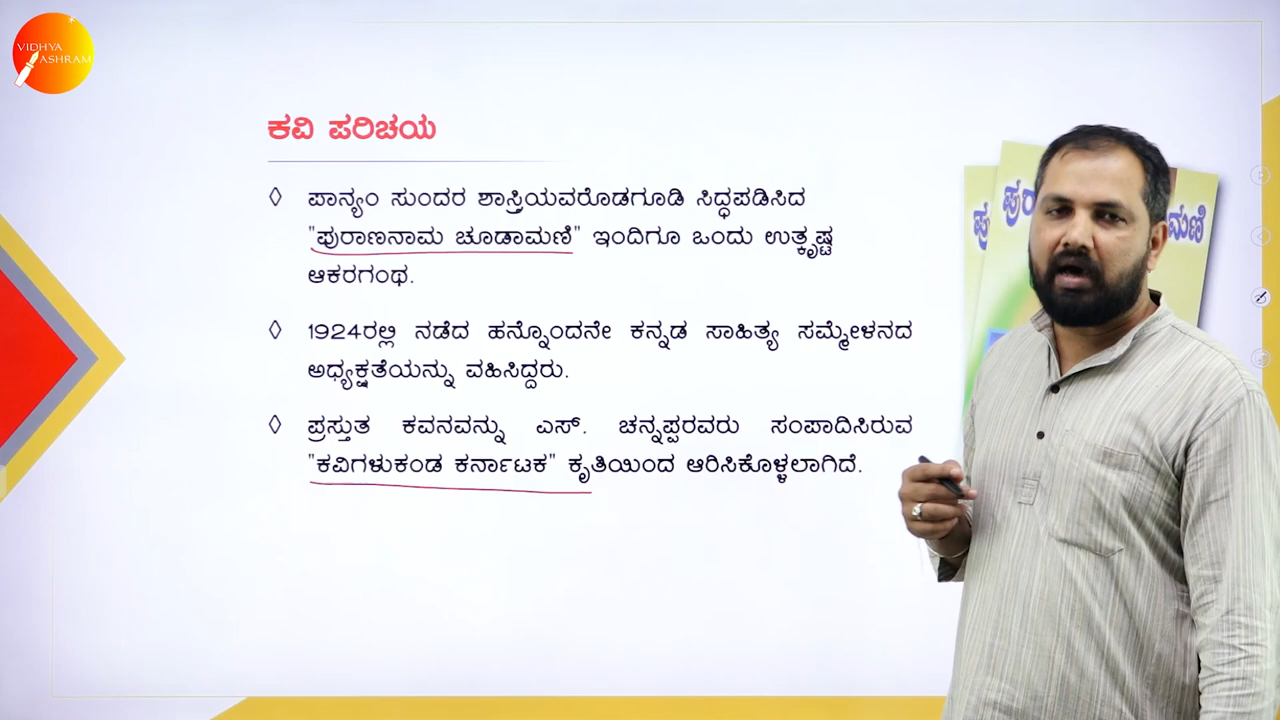 VIDHYA
ASHRAM
ಕವಿ ಪರಿಚಯ
◊ ಪಾನ್ಯಂ ಸುಂದರ ಶಾಸ್ತ್ರಿಯವರೊಡಗೂಡಿ ಸಿದ್ಧಪಡಿಸಿದ
"ಪುರಾಣನಾಮ ಚೂಡಾಮಣಿ" ಇಂದಿಗೂ ಒಂದು ಉತ್ಕೃಷ್ಟ
ಆಕರಗಂಥ.
◊ 1924ರಲ್ಲಿ ನಡೆದ ಹನ್ನೊಂದನೇ ಕನ್ನಡ ಸಾಹಿತ್ಯ ಸಮ್ಮೇಳನದ
ಅಧ್ಯಕ್ಷತೆಯನ್ನು ವಹಿಸಿದ್ದರು.
◊ ಪ್ರಸ್ತುತ ಕವನವನ್ನು ಎಸ್. ಚನ್ನಪ್ಪರವರು ಸಂಪಾದಿಸಿರುವ
"ಕವಿಗಳುಕಂಡ ಕರ್ನಾಟಕ" ಕೃತಿಯಿಂದ ಆರಿಸಿಕೊಳ್ಳಲಾಗಿದೆ.